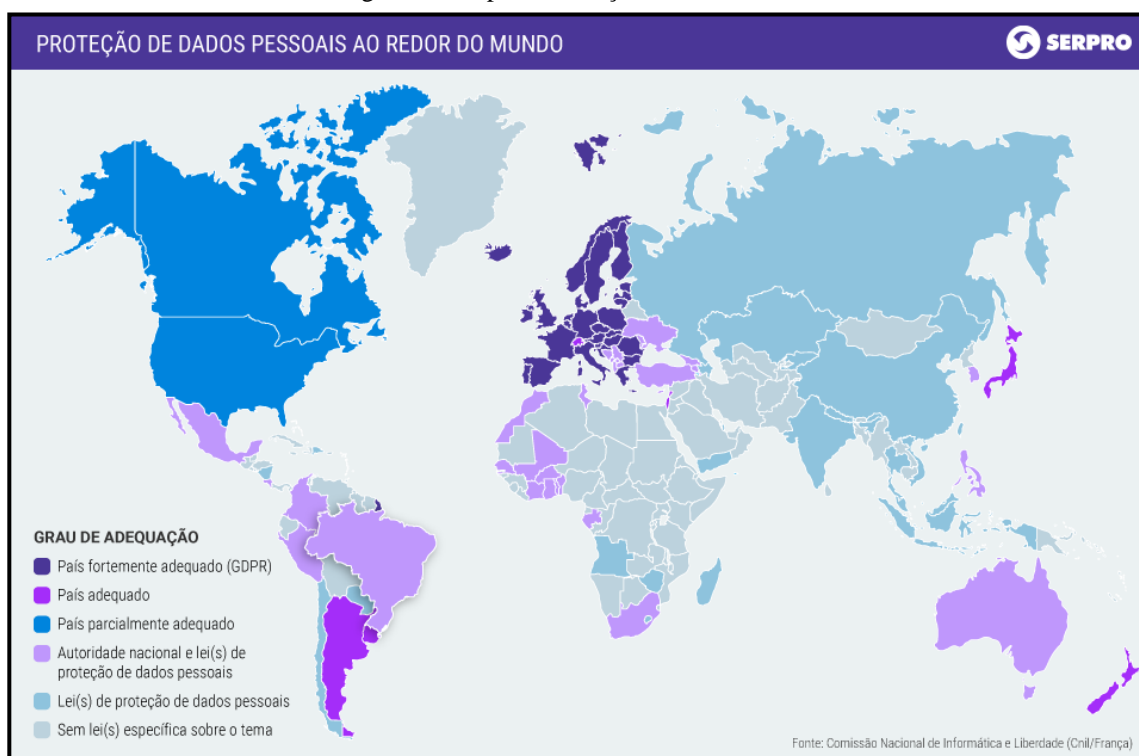 PROTEÇÃO DE DADOS PESSOAIS AO REDOR DO MUNDO
SERPRO
GRAU DE ADEQUAÇÃO
País fortemente adequado (GDPR)
País adequado
País parcialmente adequado
Autoridade nacional e lei(s) de
proteção de dados pessoais
Lei(s) de proteção de dados pessoais
Sem lei(s) específica sobre o tema
Fonte: Comissão Nacional de Informática e Liberdade (Cnil/França)